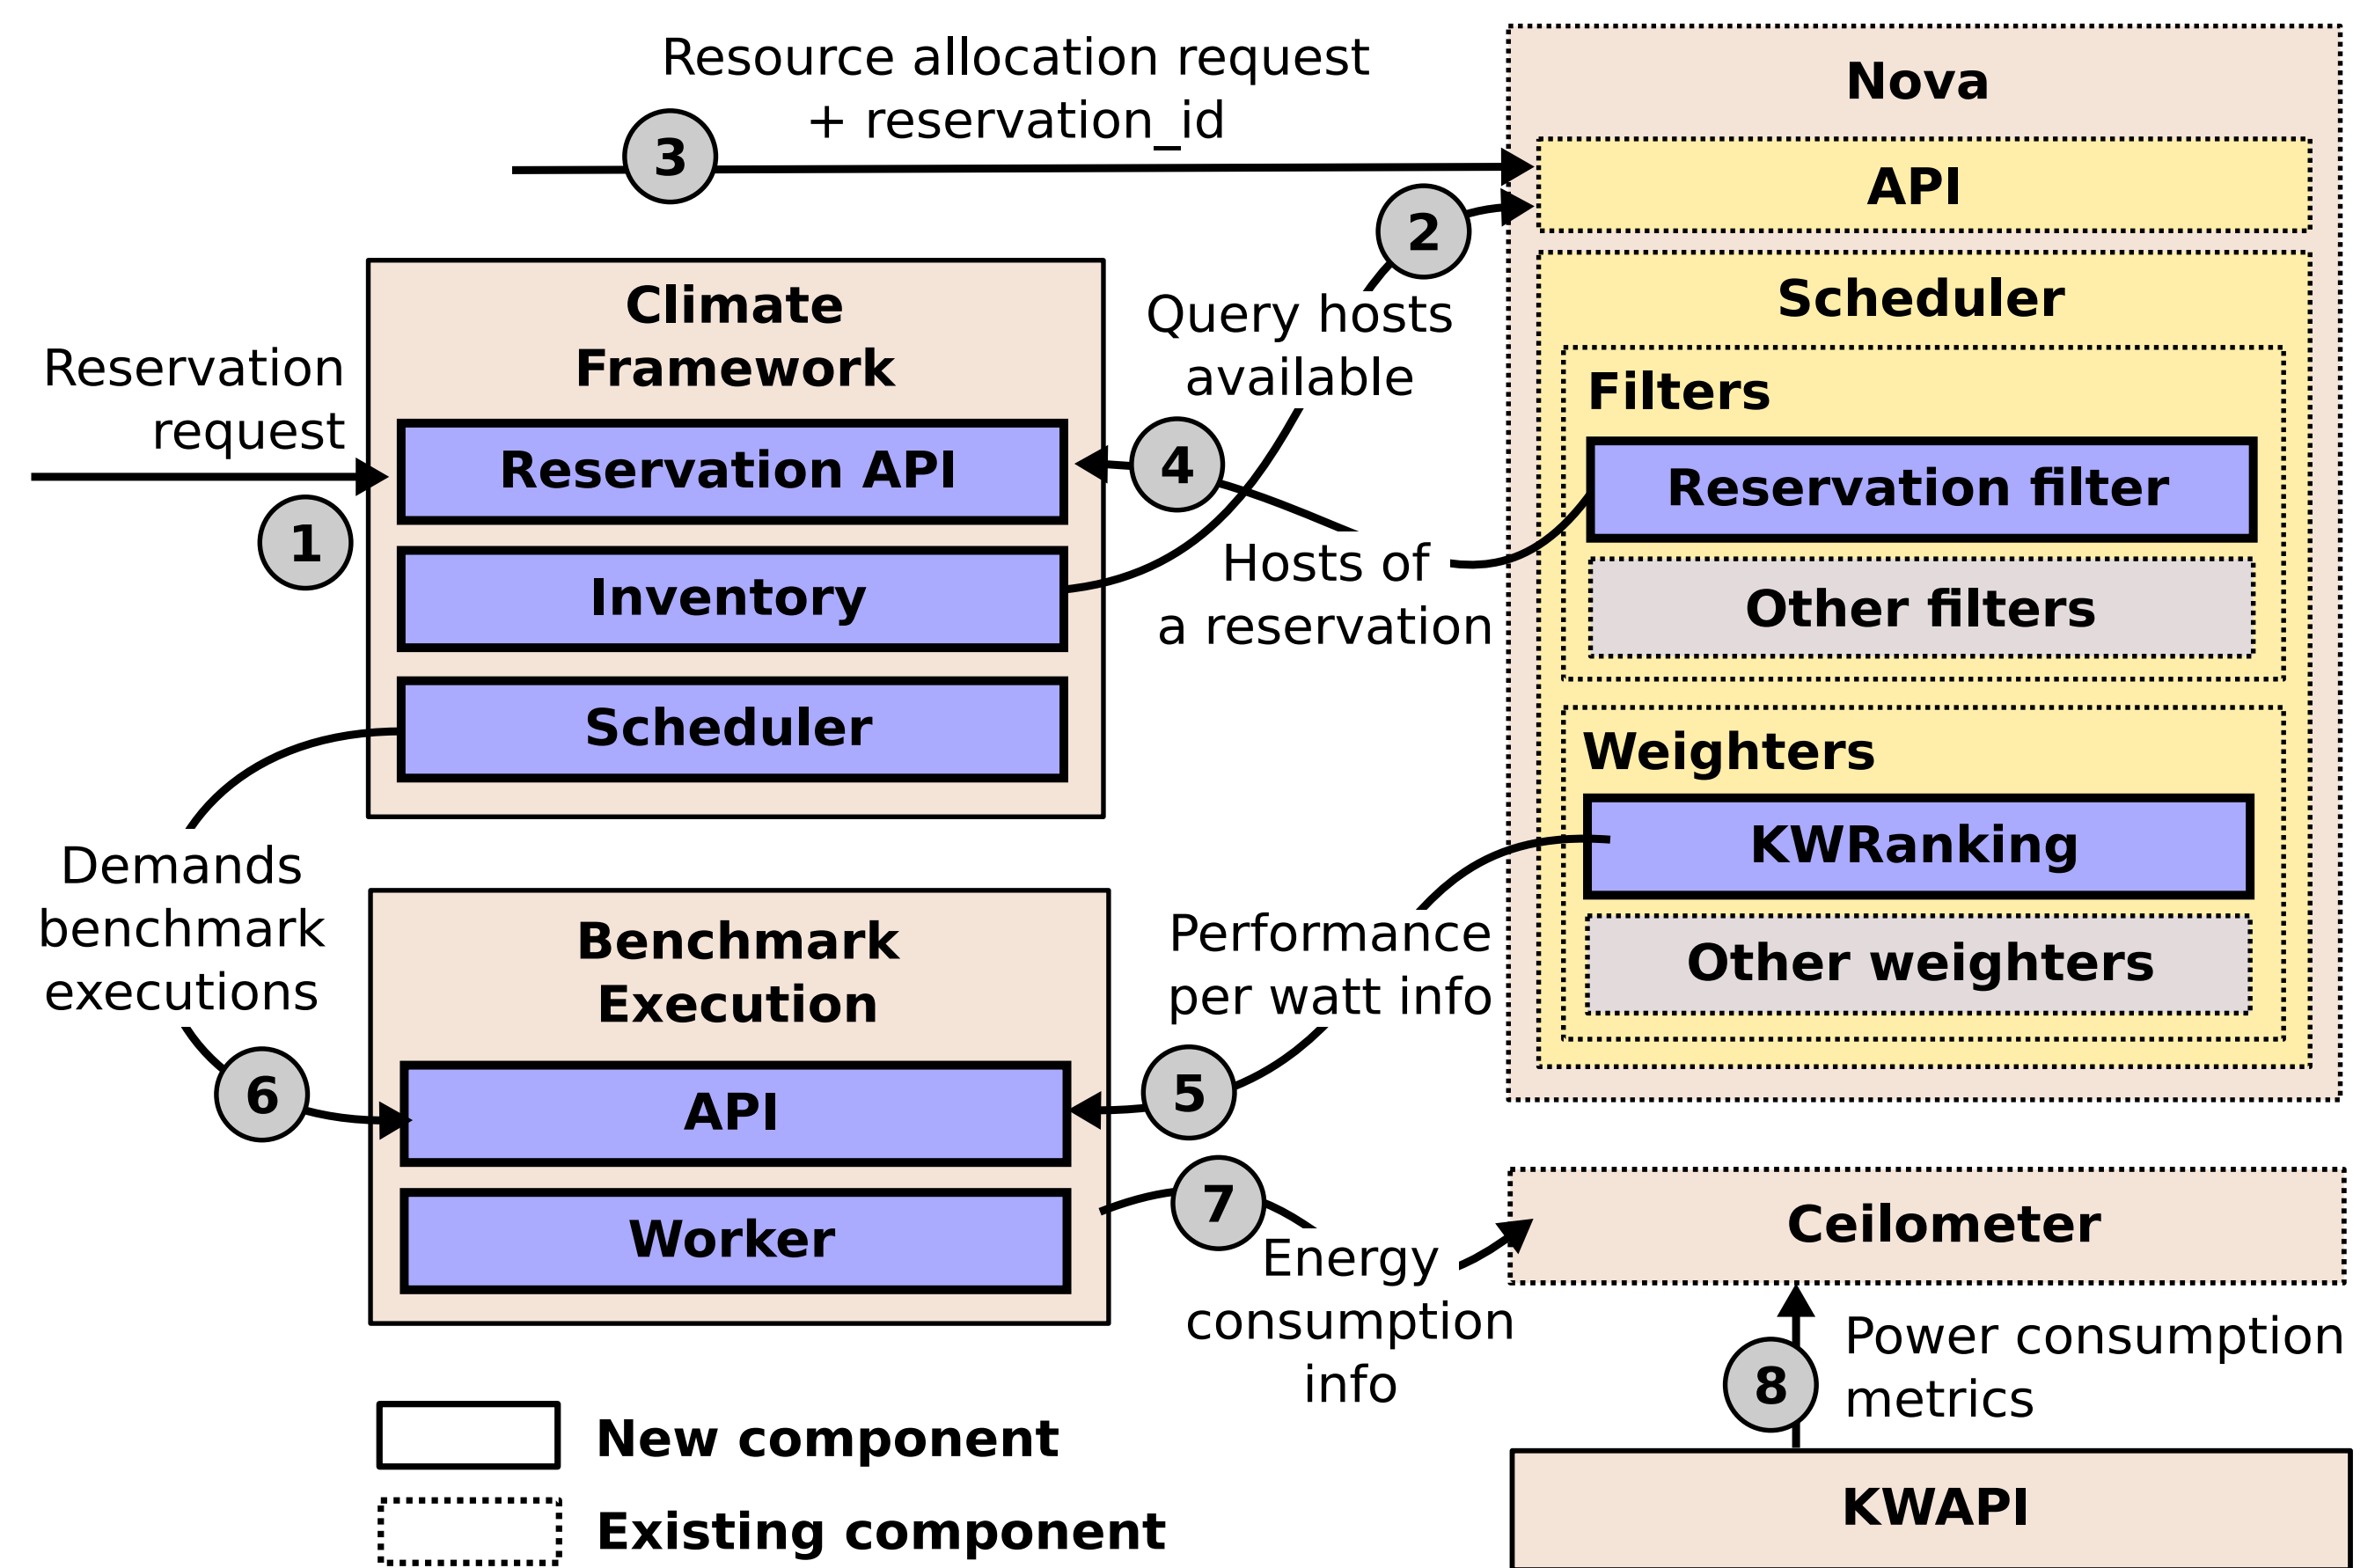 Resource allocation request
+ reservation_id
3
Nova
API
2
Scheduler
Climate
Framework
Query hosts
available
Reservation
request
1
Filters
Reservation API
4
Reservation filter
Hosts of
a reservation
Inventory
Other filters
Scheduler
Weighters
KWRanking
Demands
benchmark
executions
Benchmark
Execution
Performance
per watt info
Other weighters
6
API
5
7
Worker
Energy
consumption
info
Ceilometer
8
Power consumption
metrics
New component
Existing component
KWAPI